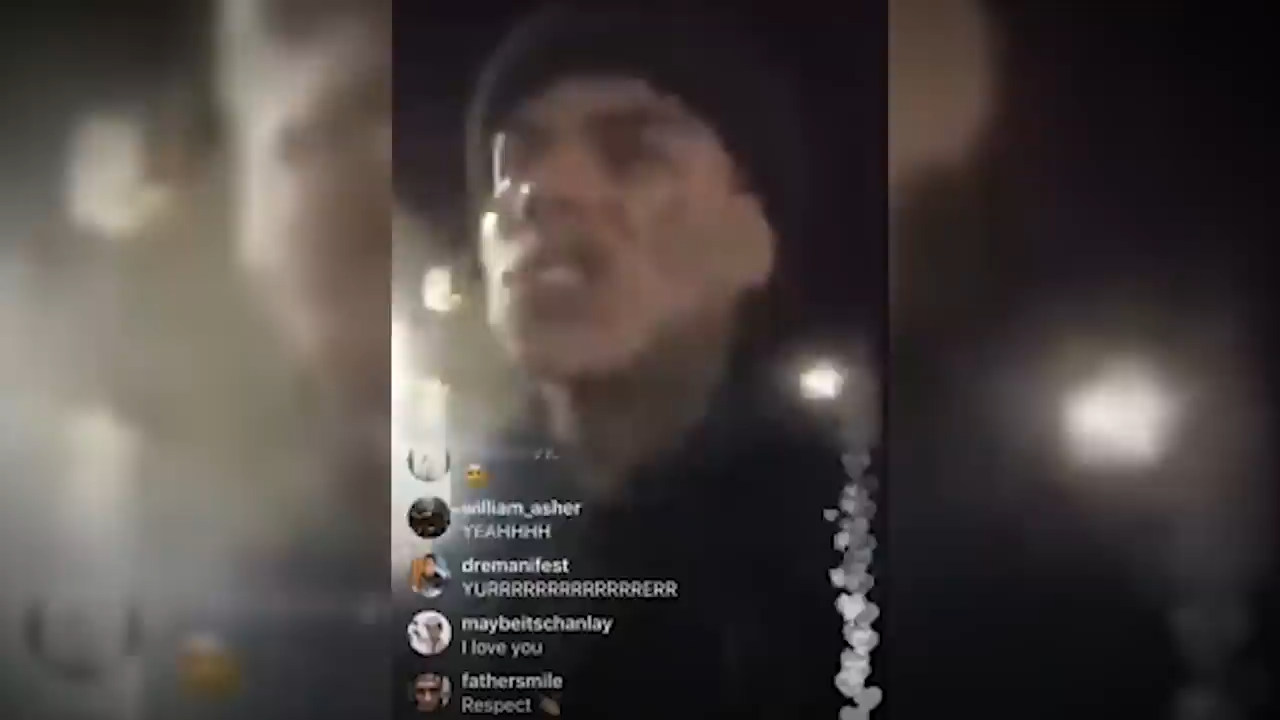 william_asher
YEAHHHH
dremanifest
YURRRRRRRRRRRRRERR
maybeitschanlay
I love you
fathersmile
Respect